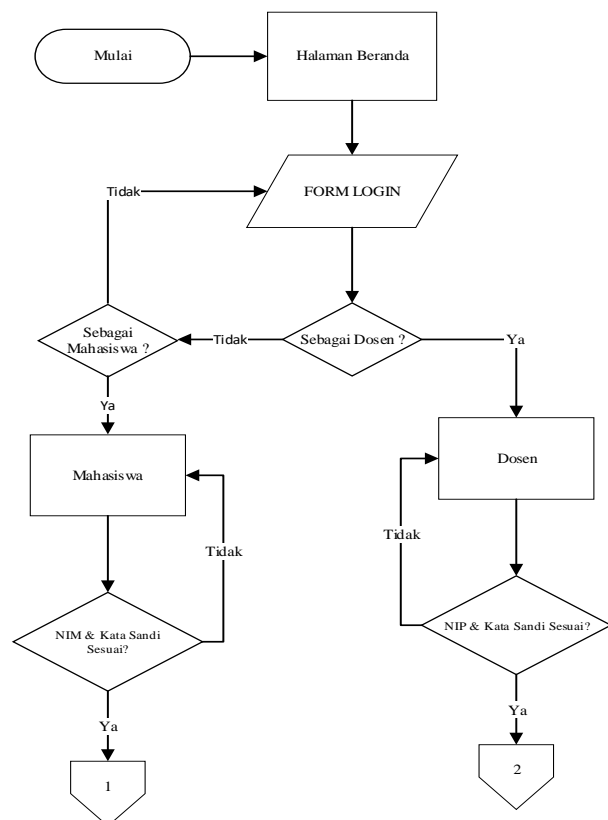 Mulai
Halaman Beranda
Tidak
FORM LOGIN
Sebagai
Mahasiswa ?
Tidak
Sebagai Dosen ?
Ya
Ya
Mahasiswa
Dosen
Tidak
Tidak
NIM & Kata Sandi
Sesuai?
NIP & Kata Sandi Sesuai?
Ya
Ya
1
2